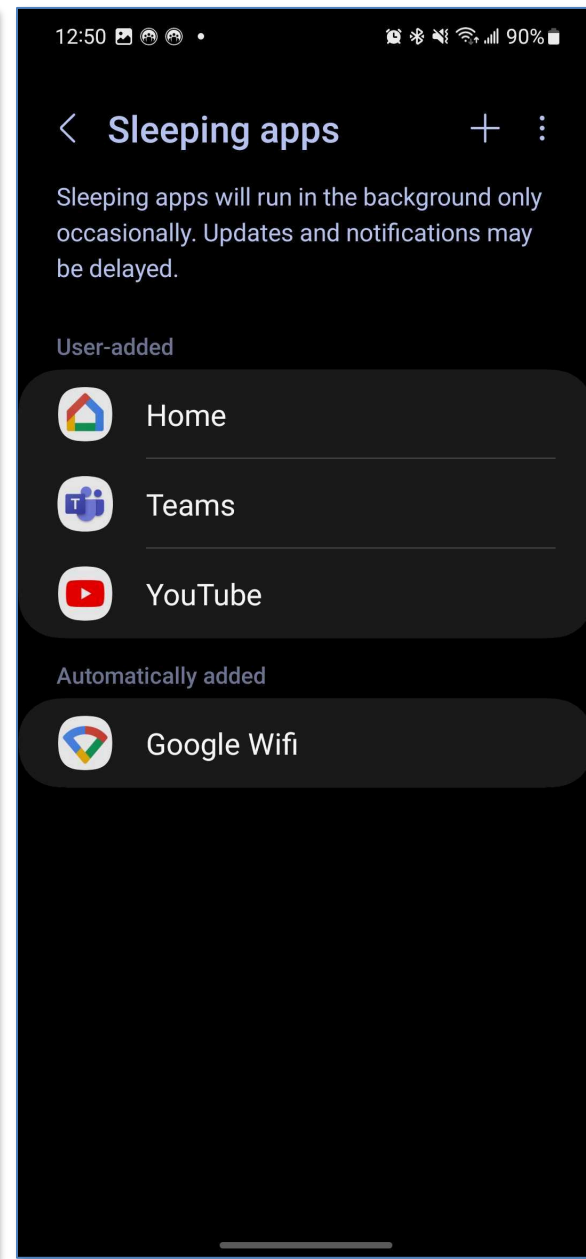 12:50 90%
Sleeping apps
Sleeping apps will run in the background only
occasionally. Updates and notifications may
be delayed.
User-added
Home
T
Teams
YouTube
Automatically added
Google Wifi